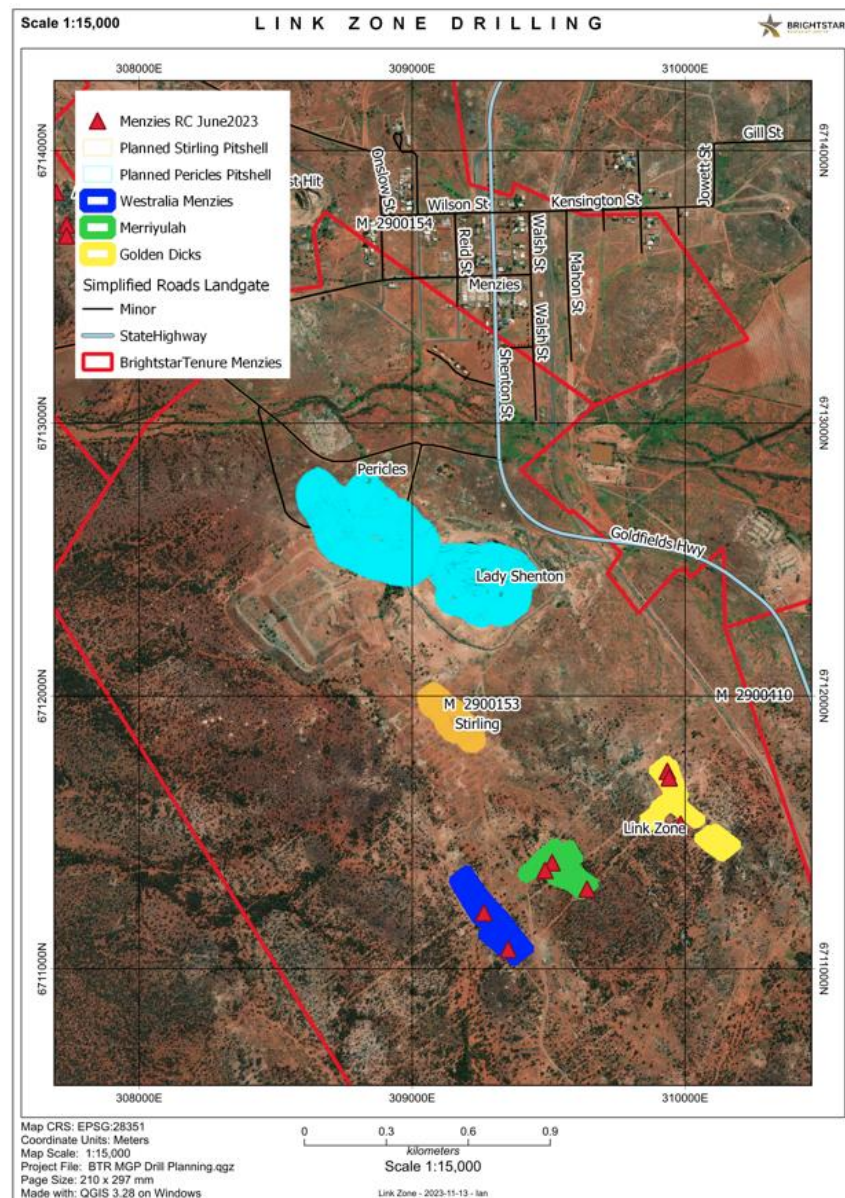 Scale 1:15,000
LINK ZONE DRILLING
BRIGHTSTAR
308000E
309000E
310000E
Menzies RC June2023
Planned Stirling Pitshell
Planned Pericles Pitshell
Westralia Menzies
Merriyulah
Golden Dicks
Simplified Roads Landgate
Minor
StateHighway
BrightstarTenure Menzies
Gill St
6714000N
6714000N
Onslow St
st Hit
Jowett St
Wilson St
Kensington St
M 2900154
Reid St
Walsh St
Mahon St
Menzies
Walsh St
Shenton St
6713000N
6713000N
Pericles
Goldfields Hwy
Lady Shenton
6712000N
M 2900153
M 2900410
6712000N
Stirling
Link Zone
6711000N
6711000N
308000E
309000E
310000E
Map CRS: EPSG:28351
Coordinate Units: Meters
Map Scale: 1:15,000
Project File: BTR MGP Drill Planning.qgz
Page Size: 210 x 297 mm
Made with: QGIS 3.28 on Windows
0 0.3 0.6 0.9
kilometers
Scale 1:15,000
Link Zone - 2023-11-13 - Ian